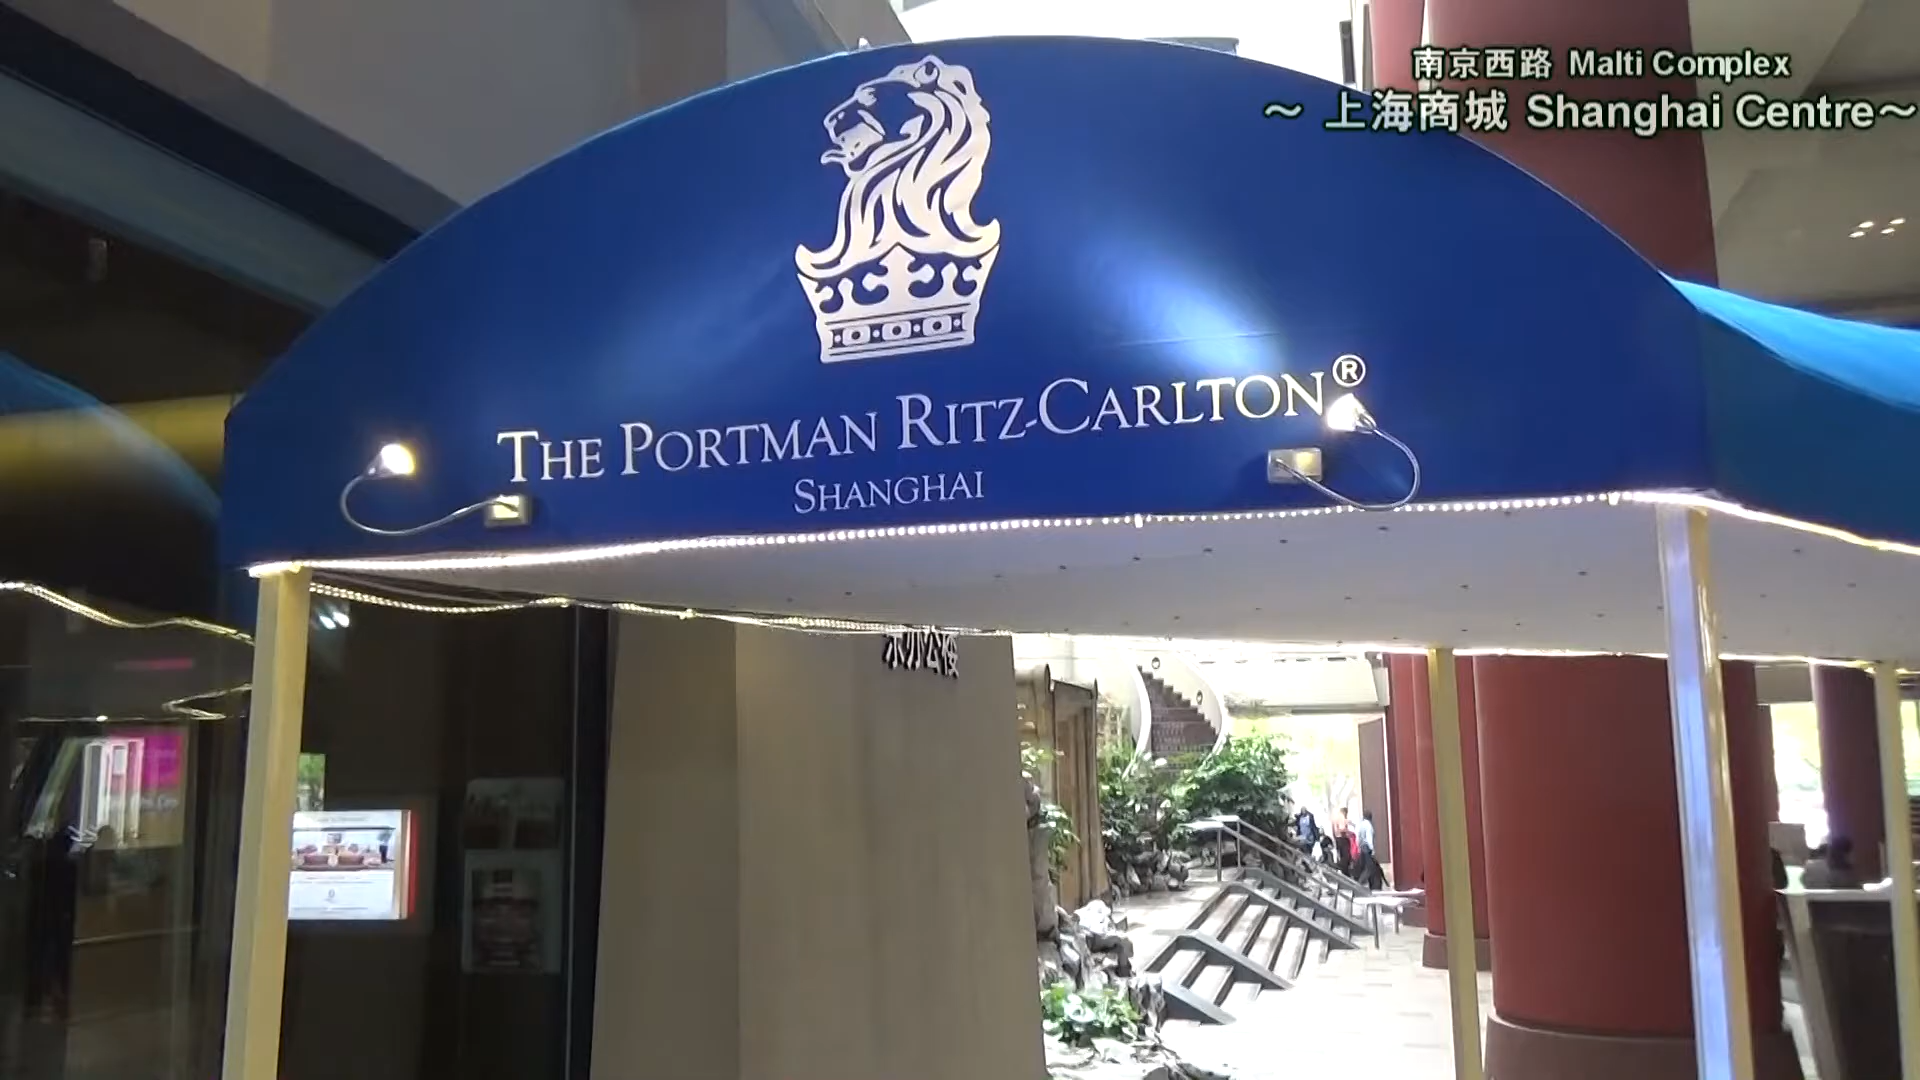 南京西路 Malti Complex
～ 上海商城 Shanghai Centre～
THE PORTMAN RITZ-CARLTON®
SHANGHAI